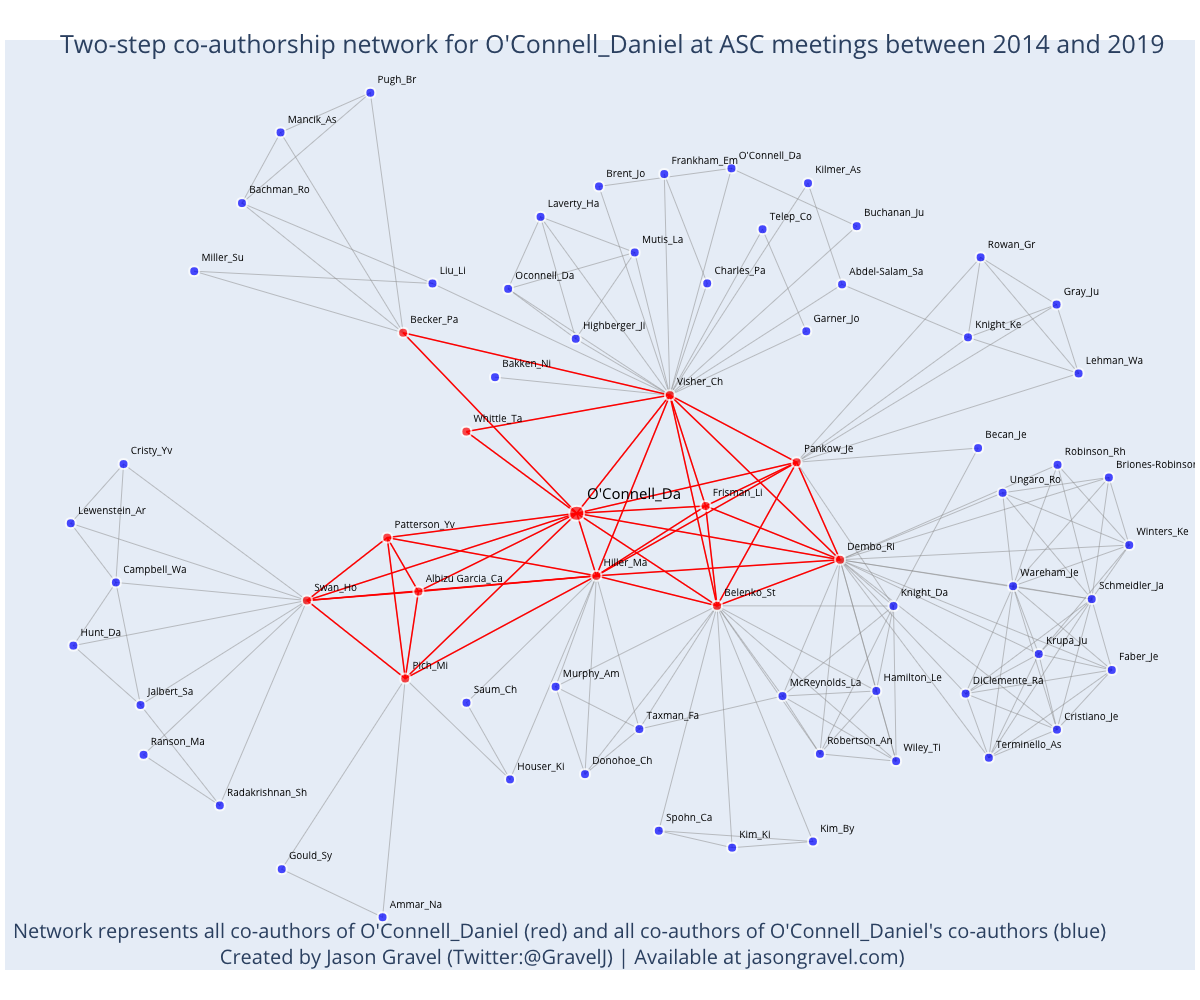 Two-step co-authorship network for O'Connell_Daniel at ASC meetings between 2014 and 2019
Pugh_Br
Mancik_As
Bachman_Ro
Frankham_Em
O'Connell_Da
Brent_Jo
Kilmer_As
Laverty_Ha
Telep_Co
Buchanan_Ju
Mutis_La
Rowan_Gr
Miller_Su
Liu_Li
Oconnell_Da
Charles_Pa
Abdel-Salam_Sa
Gray_Ju
Becker_Pa
Highberger_Ji
Garner_Jo
Knight_Ke
Bakken_Ni
Lehman_Wa
Visher_Ch
Whittle_Ta
Becan_Je
Cristy_Yv
Pankow_Je
Robinson_Rh
Briones-Robinson
Ungaro_Ro
O'Connell_Da
Frisman_Li
Lewenstein_Ar
Patterson_Yv
Winters_Ke
Dembo_Ri
Campbell_Wa
Swan_Ho
Albizu Garcia_Ca
Hiller_Ma
Wareham_Je
Schmeidler_Ja
Belenko_St
Knight_Da
Hunt_Da
Krupa_Ju
Pich_Mi
Faber_Je
Jalbert_Sa
Saum_Ch
Murphy_Am
McReynolds_La
Hamilton_Le
DiClemente_Ra
Taxman_Fa
Cristiano_Je
Ranson_Ma
Houser_Ki
Donohoe_Ch
Robertson_An
Wiley_Ti
Terminello_As
Radakrishnan_Sh
Spohn_Ca
Kim_Ki
Kim_By
Gould_Sy
Ammar_Na
Network represents all co-authors of O'Connell_Daniel (red) and all co-authors of O'Connell_Daniel's co-authors (blue)
Created by Jason Gravel (Twitter:@GravelJ) | Available at jasongravel.com)